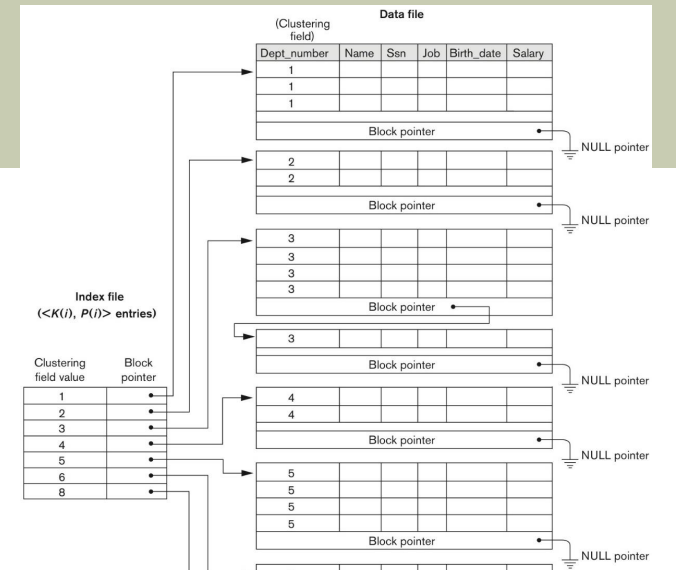 Data file
(Clustering
field)
Dept_number Name Ssn Job Birth_date Salary
1
1
1
Block pointer
NULL pointer
2
2
Block pointer
NULL pointer
3
3
3
3
Block pointer
3
Block pointer
NULL pointer
4
4
Block pointer
NULL pointer
5
5
5
5
Block pointer
NULL pointer
Index file
(<K(i), P(i)> entries)
Clustering
field value
Block
pointer
1
2
3
4
5
6
8